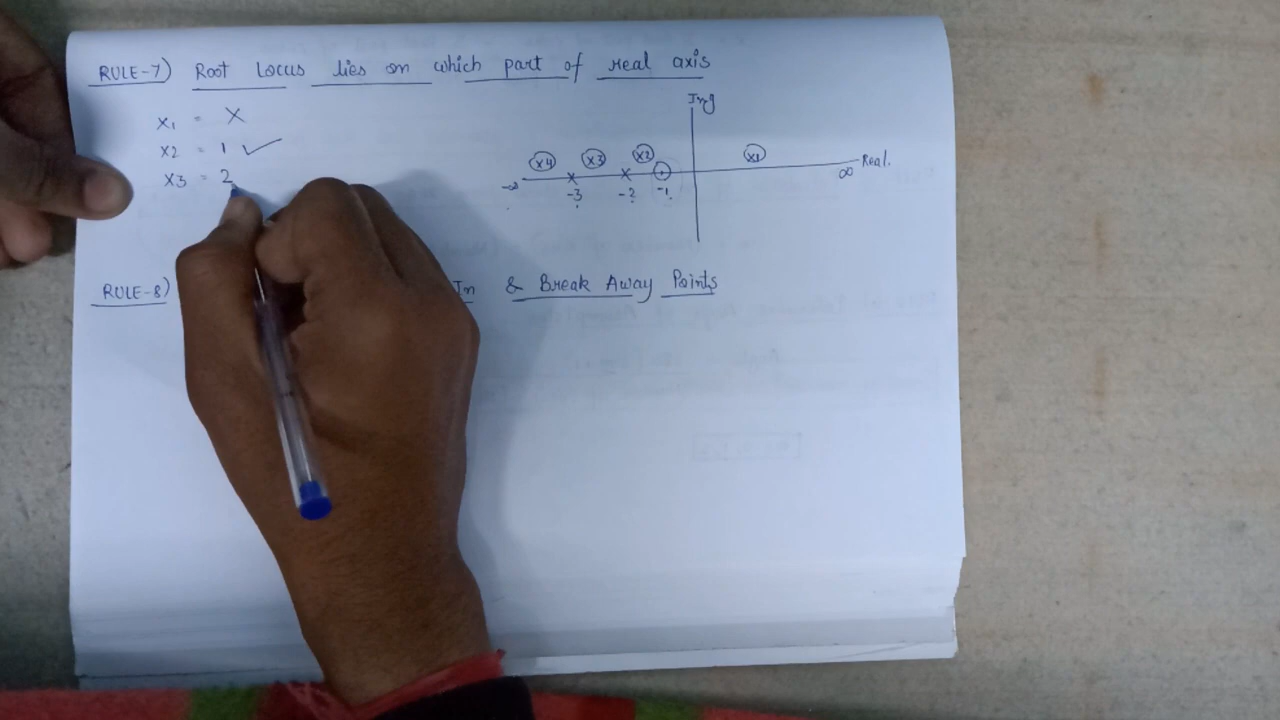 RULE-7) Root Locus lies on which part of real axis
x1 = X
x2 = 1 ✓
x3 = 2
Img
x4 x3 x2 x1
Real.
-3 -2 -1 ∞
RULE-8) In & Break Away Points